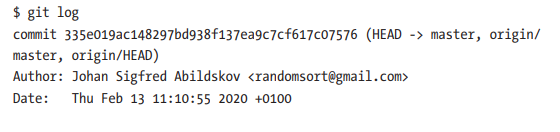 $ git log
commit 335e019ac148297bd938f137ea9c7cf617c07576 (HEAD -> master, origin/
master, origin/HEAD)
Author: Johan Sigfred Abildskov <randomsort@gmail.com>
Date:   Thu Feb 13 11:10:55 2020 +0100